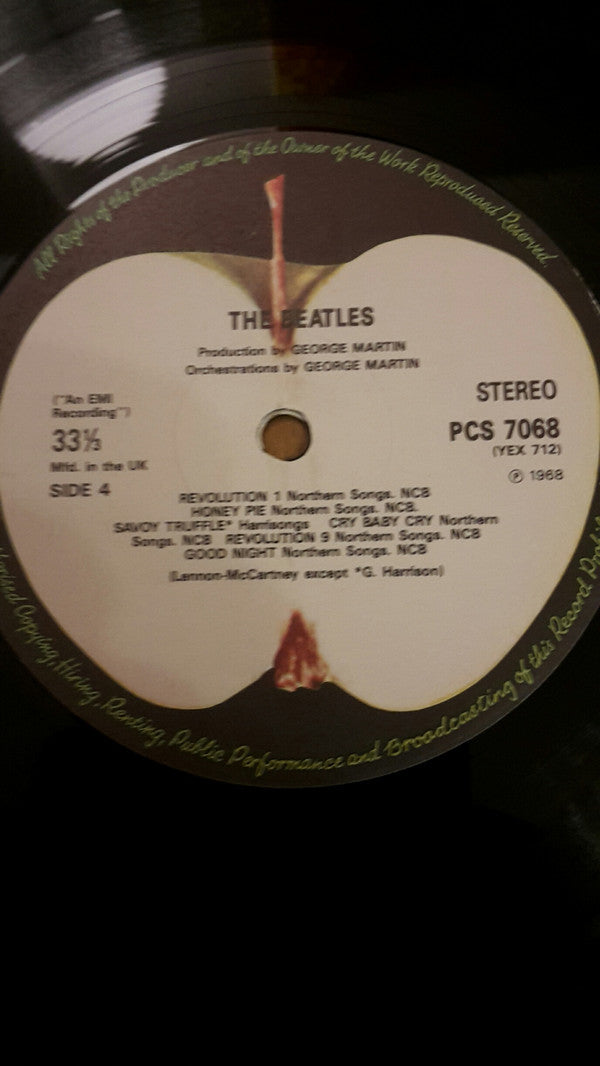 All Rights of the Producer and of the Owner of the Work Reproduced Reserved.
THE BEATLES
Production by GEORGE MARTIN
Orchestrations by GEORGE MARTIN
("An EMI
Recording")
33⅓
Mfd. in the UK
SIDE 4
STEREO
PCS 7068
(YEX 712)
Ⓟ 1968
REVOLUTION 1 Northern Songs. NCB
HONEY PIE Northern Songs. NCB.
SAVOY TRUFFLE* Harrisongs CRY BABY CRY Northern
Songs. NCB REVOLUTION 9 Northern Songs. NCB
GOOD NIGHT Northern Songs. NCB
(Lennon-McCartney except *G. Harrison)
Copying, Hiring, Renting, Public Performance and Broadcasting of this Record